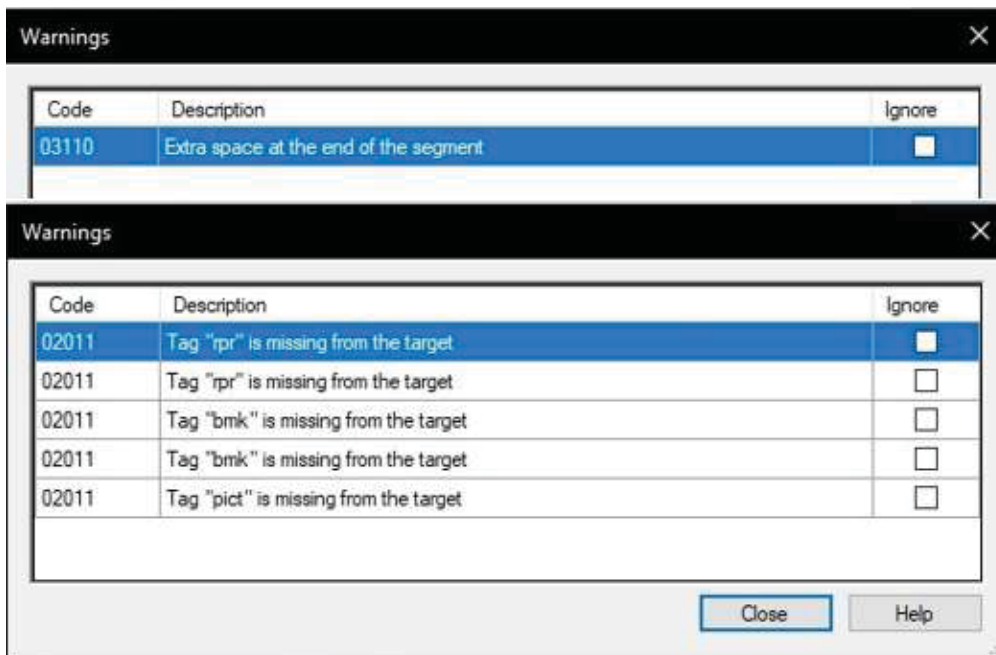 Warnings
Code Description Ignore
03110 Extra space at the end of the segment
Warnings
Code Description Ignore
02011 Tag "rpr" is missing from the target
02011 Tag "rpr" is missing from the target
02011 Tag "bmk" is missing from the target
02011 Tag "bmk" is missing from the target
02011 Tag "pict" is missing from the target
Close Help